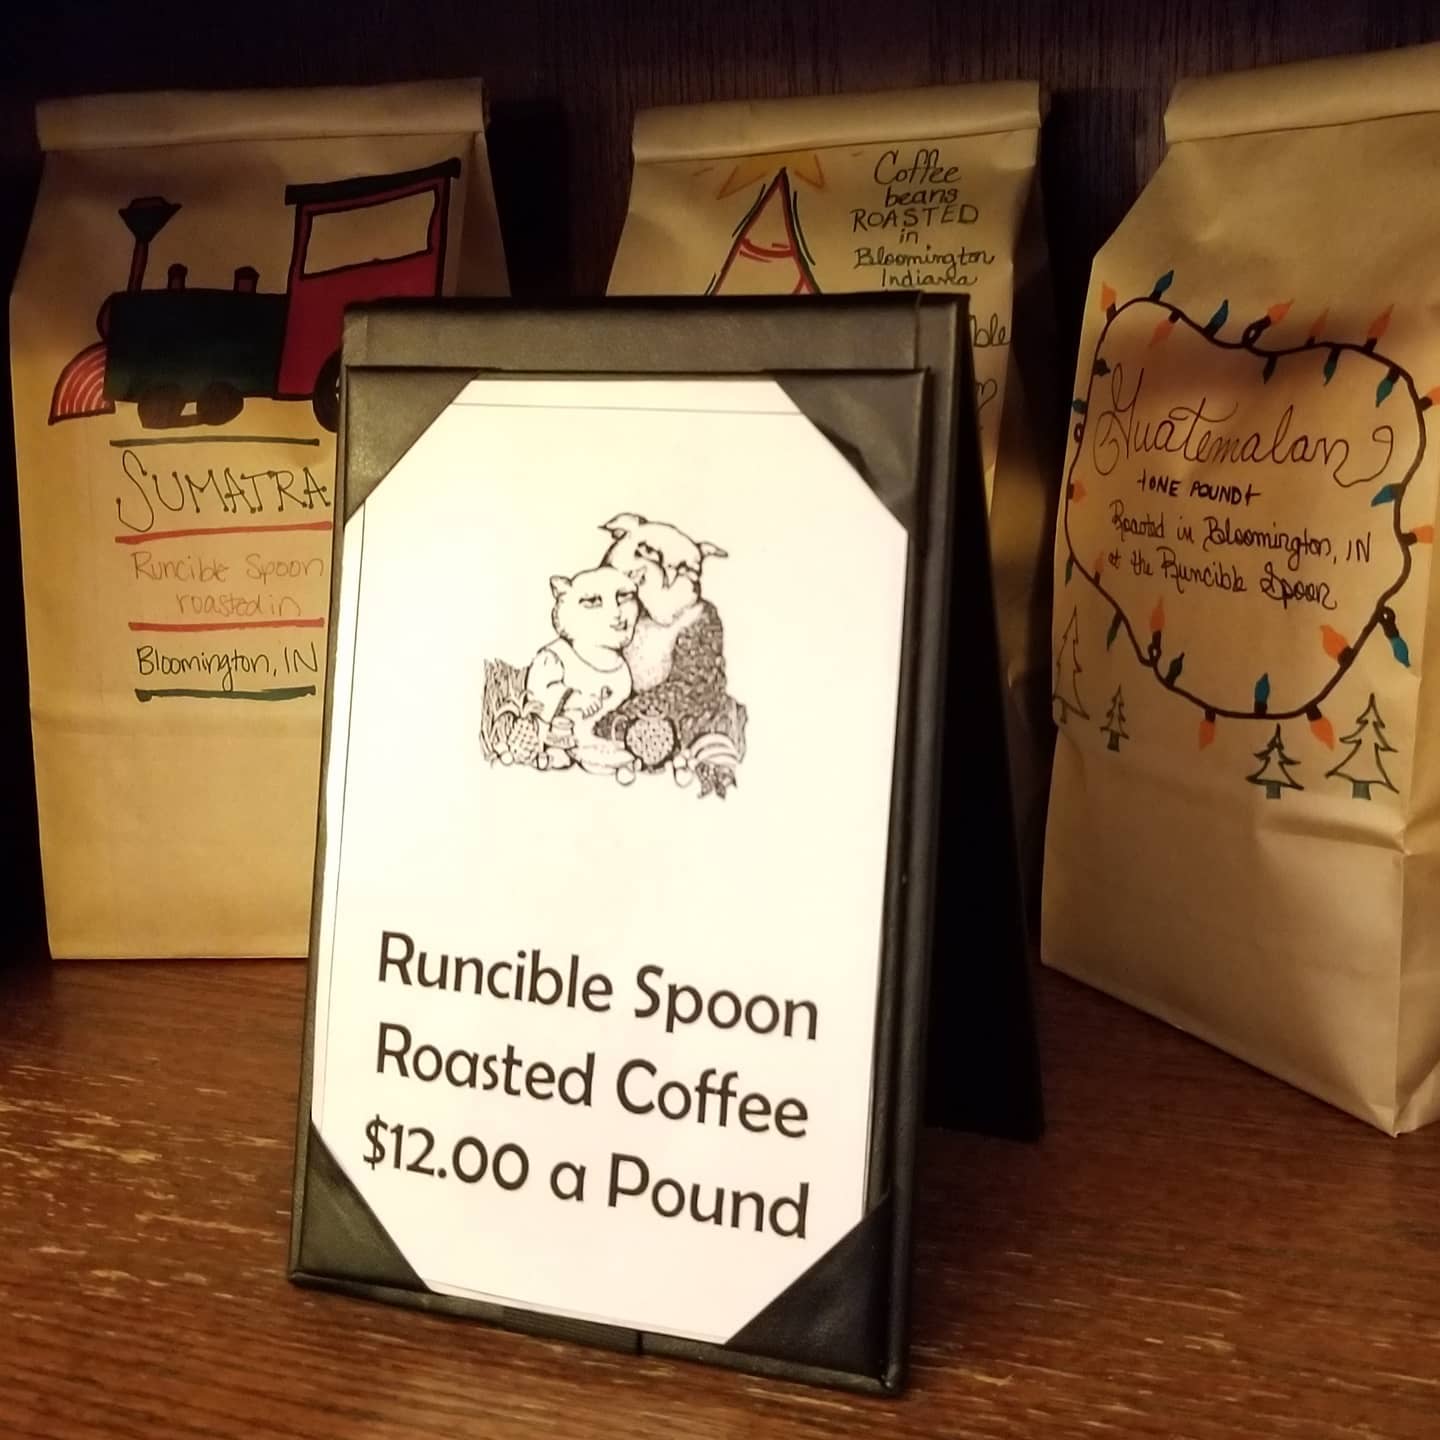 SUMATRA
Runcible Spoon
roasted in
Bloomington, IN
Coffee
beans
ROASTED
in
Bloomington
Indiana
Guatemalan
ONE POUND
Roasted in Bloomington, IN
at the Runcible Spoon
Runcible Spoon
Roasted Coffee
$12.00 a Pound